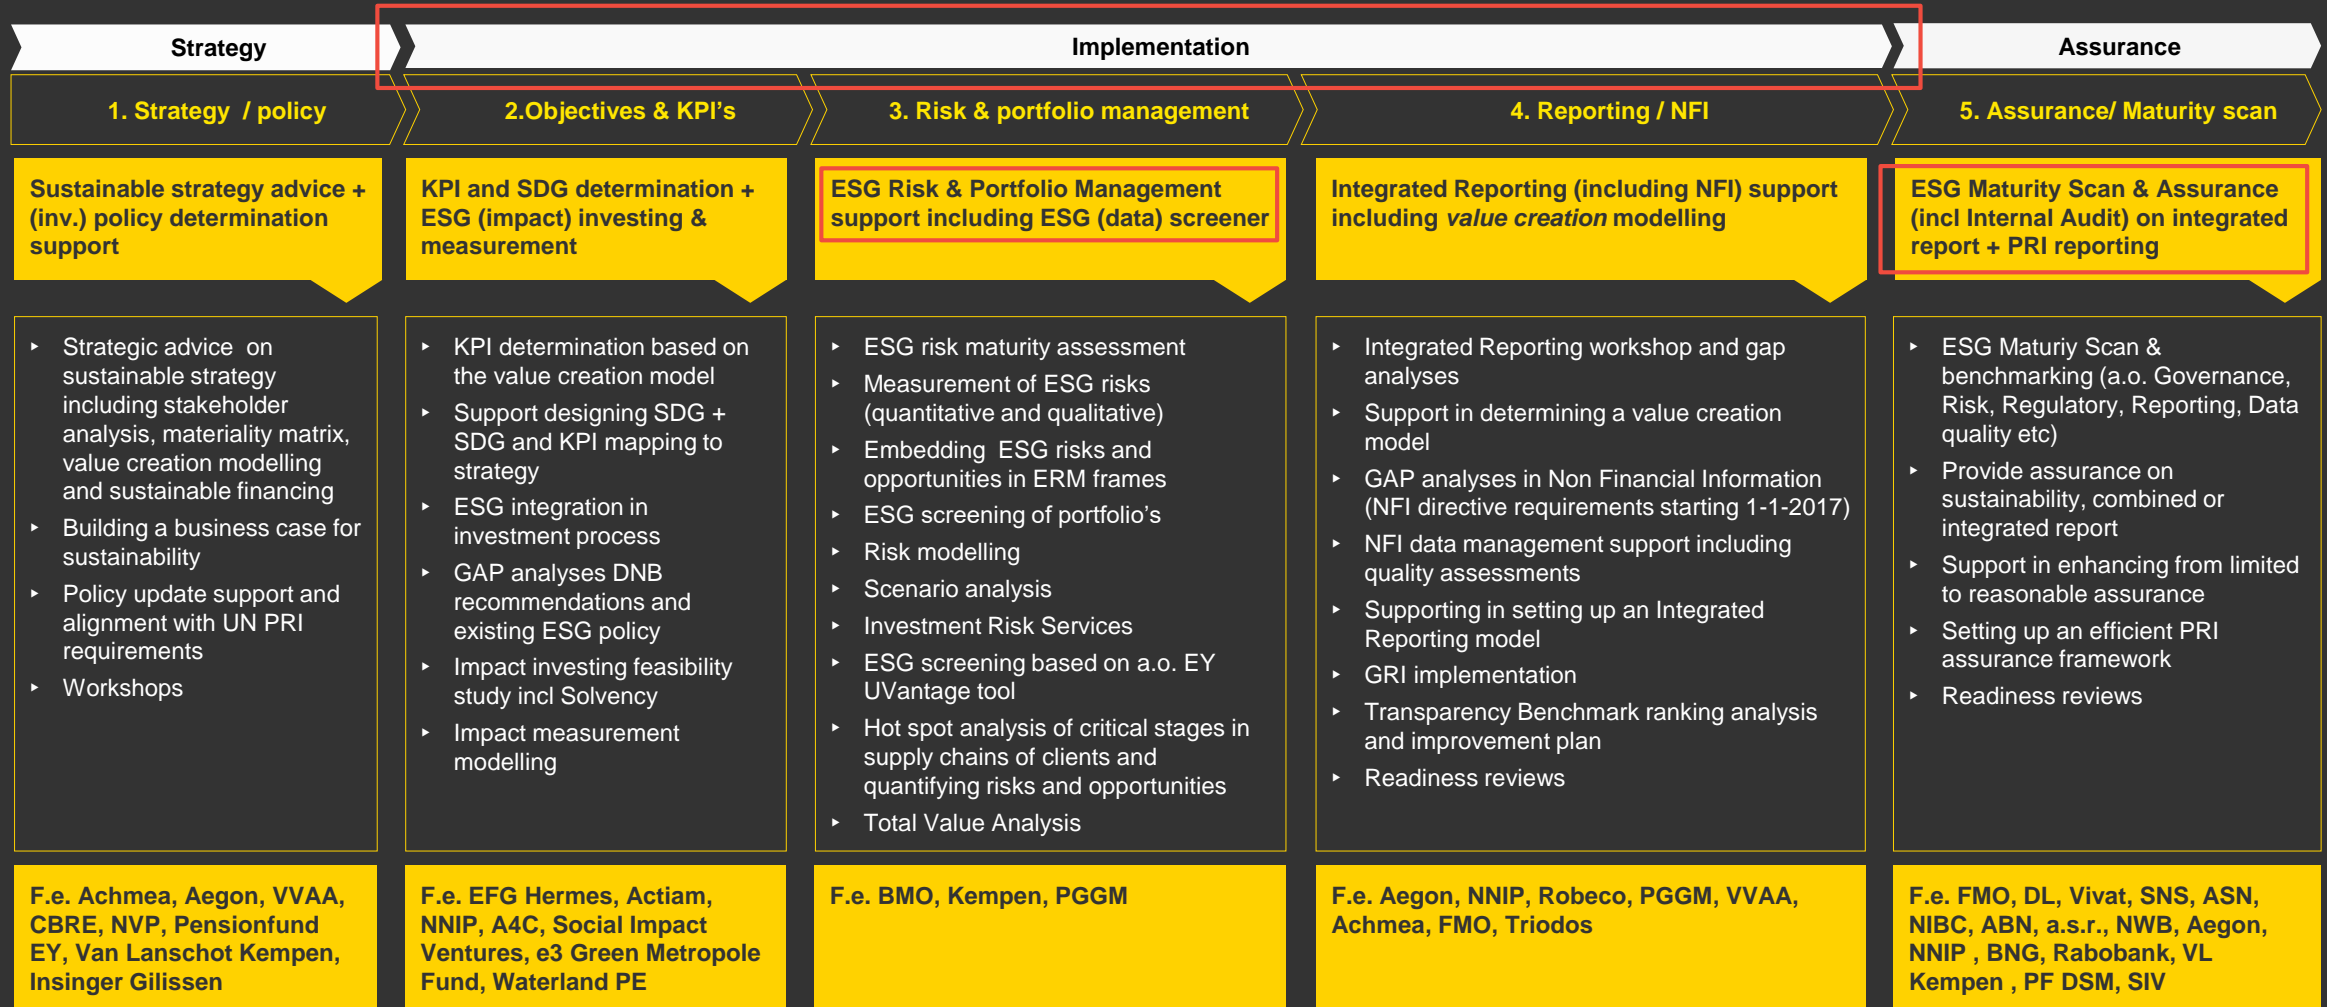 Strategy
Implementation
Assurance
1. Strategy / policy
2.Objectives & KPI's
3. Risk & portfolio management
4. Reporting / NFI
5. Assurance/ Maturity scan
Sustainable strategy advice +
(inv.) policy determination
support
KPI and SDG determination +
ESG (impact) investing &
measurement
ESG Risk & Portfolio Management
support including ESG (data) screener
Integrated Reporting (including NFI) support
including value creation modelling
ESG Maturity Scan & Assurance
(incl Internal Audit) on integrated
report + PRI reporting
▸ Strategic advice on
sustainable strategy
including stakeholder
analysis, materiality matrix,
value creation modelling
and sustainable financing
▸ Building a business case for
sustainability
▸ Policy update support and
alignment with UN PRI
requirements
▸ Workshops
▸ KPI determination based on
the value creation model
▸ Support designing SDG +
SDG and KPI mapping to
strategy
▸ ESG integration in
investment process
▸ GAP analyses DNB
recommendations and
existing ESG policy
▸ Impact investing feasibility
study incl Solvency
▸ Impact measurement
modelling
▸ ESG risk maturity assessment
▸ Measurement of ESG risks
(quantitative and qualitative)
▸ Embedding ESG risks and
opportunities in ERM frames
▸ ESG screening of portfolio's
▸ Risk modelling
▸ Scenario analysis
▸ Investment Risk Services
▸ ESG screening based on a.o. EY
UVantage tool
▸ Hot spot analysis of critical stages in
supply chains of clients and
quantifying risks and opportunities
▸ Total Value Analysis
▸ Integrated Reporting workshop and gap
analyses
▸ Support in determining a value creation
model
▸ GAP analyses in Non Financial Information
(NFI directive requirements starting 1-1-2017)
▸ NFI data management support including
quality assessments
▸ Supporting in setting up an Integrated
Reporting model
▸ GRI implementation
▸ Transparency Benchmark ranking analysis
and improvement plan
▸ Readiness reviews
▸ ESG Maturiy Scan &
benchmarking (a.o. Governance,
Risk, Regulatory, Reporting, Data
quality etc)
▸ Provide assurance on
sustainability, combined or
integrated report
▸ Support in enhancing from limited
to reasonable assurance
▸ Setting up an efficient PRI
assurance framework
▸ Readiness reviews
F.e. Achmea, Aegon, VVAA,
CBRE, NVP, Pensionfund
EY, Van Lanschot Kempen,
Insinger Gilissen
F.e. EFG Hermes, Actiam,
NNIP, A4C, Social Impact
Ventures, e3 Green Metropole
Fund, Waterland PE
F.e. BMO, Kempen, PGGM
F.e. Aegon, NNIP, Robeco, PGGM, VVAA,
Achmea, FMO, Triodos
F.e. FMO, DL, Vivat, SNS, ASN,
NIBC, ABN, a.s.r., NWB, Aegon,
NNIP , BNG, Rabobank, VL
Kempen , PF DSM, SIV